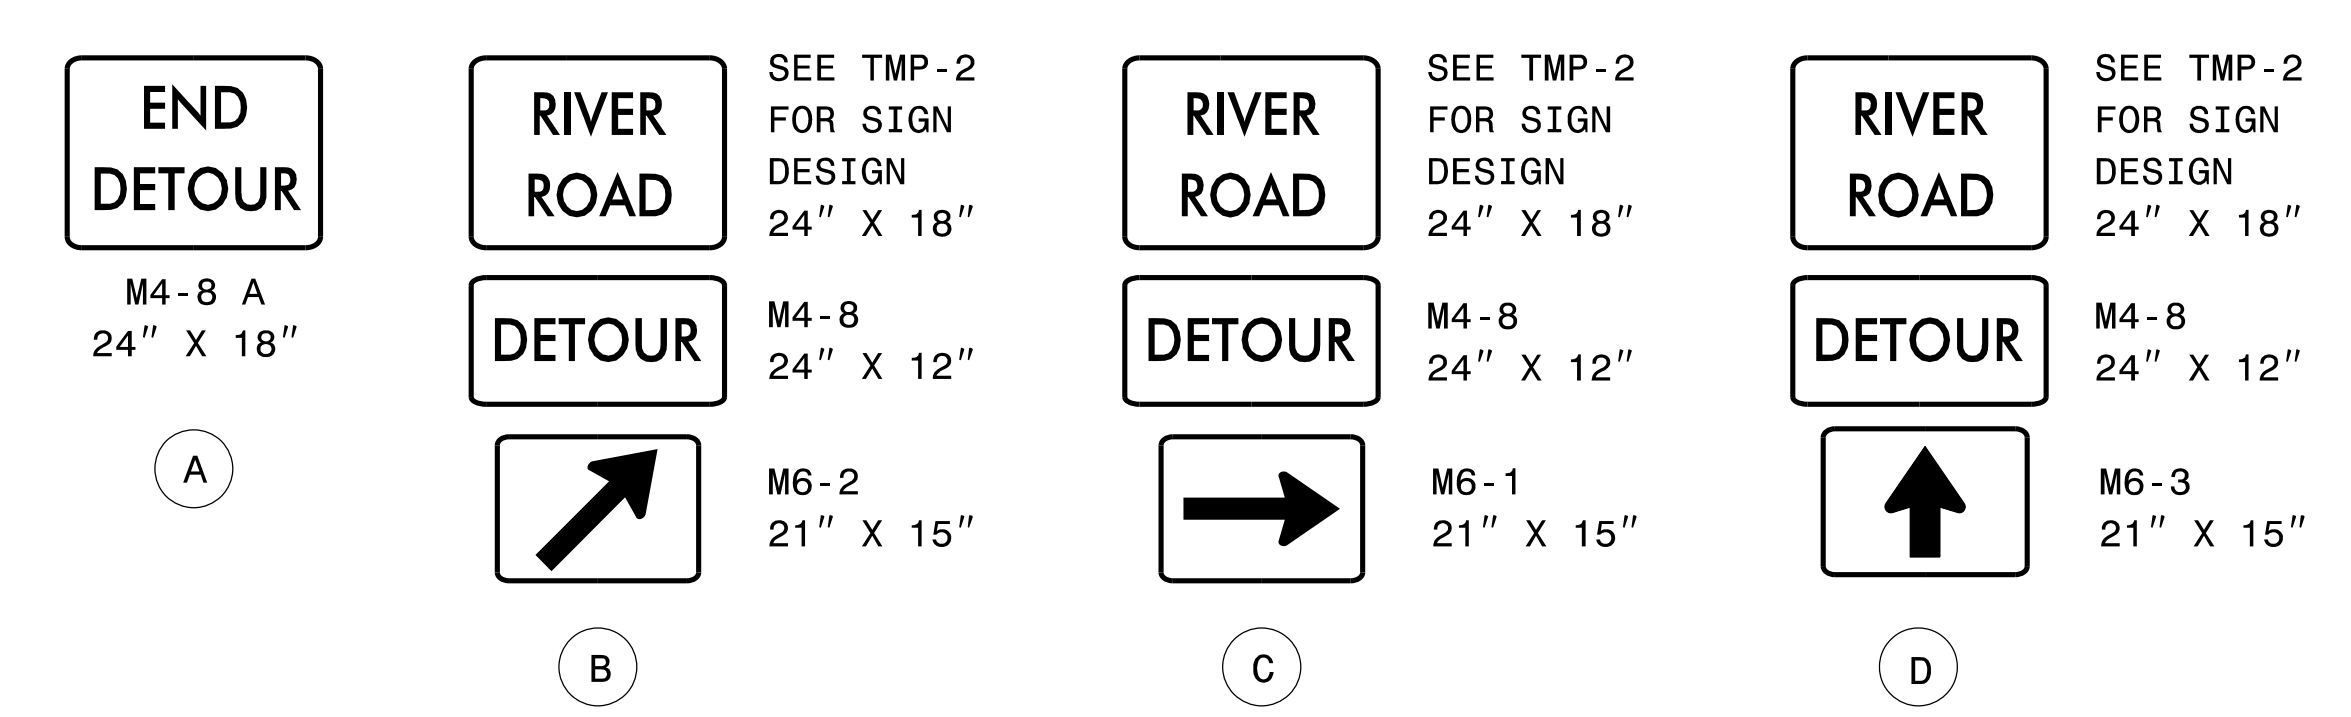 END
DETOUR
M4-8 A
24" X 18"
A
RIVER
ROAD
SEE TMP-2
FOR SIGN
DESIGN
24" X 18"
DETOUR
M4-8
24" X 12"
M6-2
21" X 15"
B
RIVER
ROAD
SEE TMP-2
FOR SIGN
DESIGN
24" X 18"
DETOUR
M4-8
24" X 12"
M6-1
21" X 15"
C
RIVER
ROAD
SEE TMP-2
FOR SIGN
DESIGN
24" X 18"
DETOUR
M4-8
24" X 12"
M6-3
21" X 15"
D